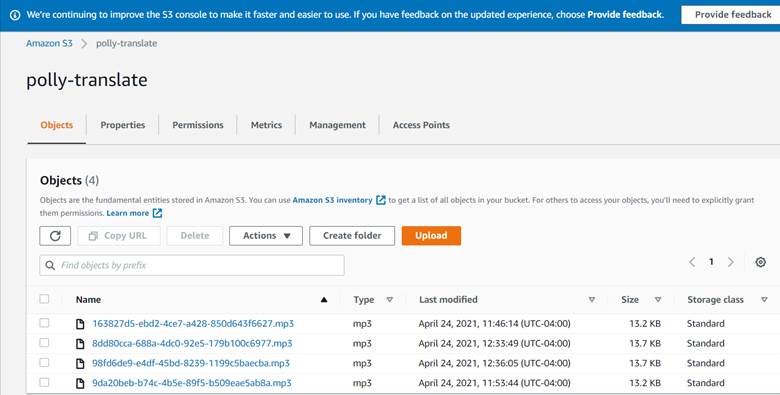 We're continuing to improve the S3 console to make it faster and easier to use. If you have feedback on the updated experience, choose Provide feedback. Provide feedback
Amazon S3 > polly-translate
polly-translate
Objects Properties Permissions Metrics Management Access Points
Objects (4)
Objects are the fundamental entities stored in Amazon S3. You can use Amazon S3 inventory to get a list of all objects in your bucket. For others to access your objects, you'll need to explicitly grant
them permissions. Learn more
Copy URL Delete Actions Create folder Upload
Find objects by prefix 1
Name Type Last modified Size Storage class
163827d5-ebd2-4ce7-a428-850d643f6627.mp3 mp3 April 24, 2021, 11:46:14 (UTC-04:00) 13.2 KB Standard
8dd80cca-688a-4dc0-92e5-179b100c6977.mp3 mp3 April 24, 2021, 12:33:49 (UTC-04:00) 13.7 KB Standard
98fd6de9-e4df-45bd-8239-1199c5baecba.mp3 mp3 April 24, 2021, 12:36:05 (UTC-04:00) 13.7 KB Standard
9da20beb-b74c-4b5e-89f5-b509eae5ab8a.mp3 mp3 April 24, 2021, 11:53:44 (UTC-04:00) 13.2 KB Standard